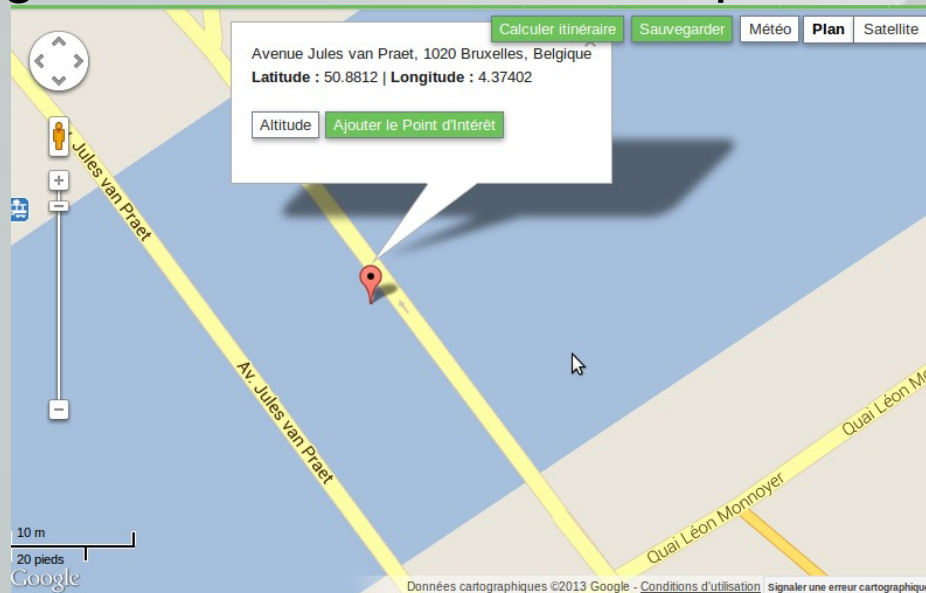 Calculer itinéraire
Sauvegarder
Météo
Plan
Satellite
Avenue Jules van Praet, 1020 Bruxelles, Belgique
Latitude : 50.8812 | Longitude : 4.37402
Altitude
Ajouter le Point d'Intérêt
Jules van Praet
Av. Jules van Praet
Quai Léon
Quai Léon Monnoyer
10 m
20 pieds
Google
Données cartographiques ©2013 Google - Conditions d'utilisation
Signaler une erreur cartographique